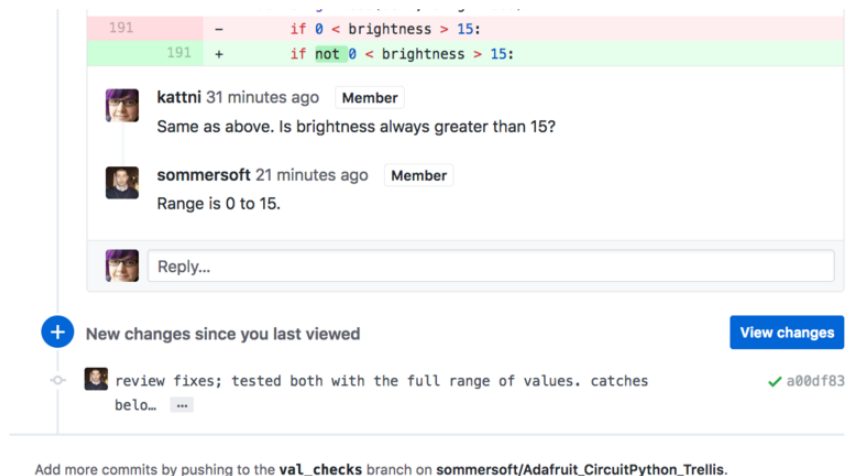 191 - if 0 < brightness > 15:
191 + if not 0 < brightness > 15:
kattni 31 minutes ago Member
Same as above. Is brightness always greater than 15?
sommersoft 21 minutes ago Member
Range is 0 to 15.
Reply...
New changes since you last viewed View changes
review fixes; tested both with the full range of values. catches a00df83
belo… …
Add more commits by pushing to the val_checks branch on sommersoft/Adafruit_CircuitPython_Trellis.